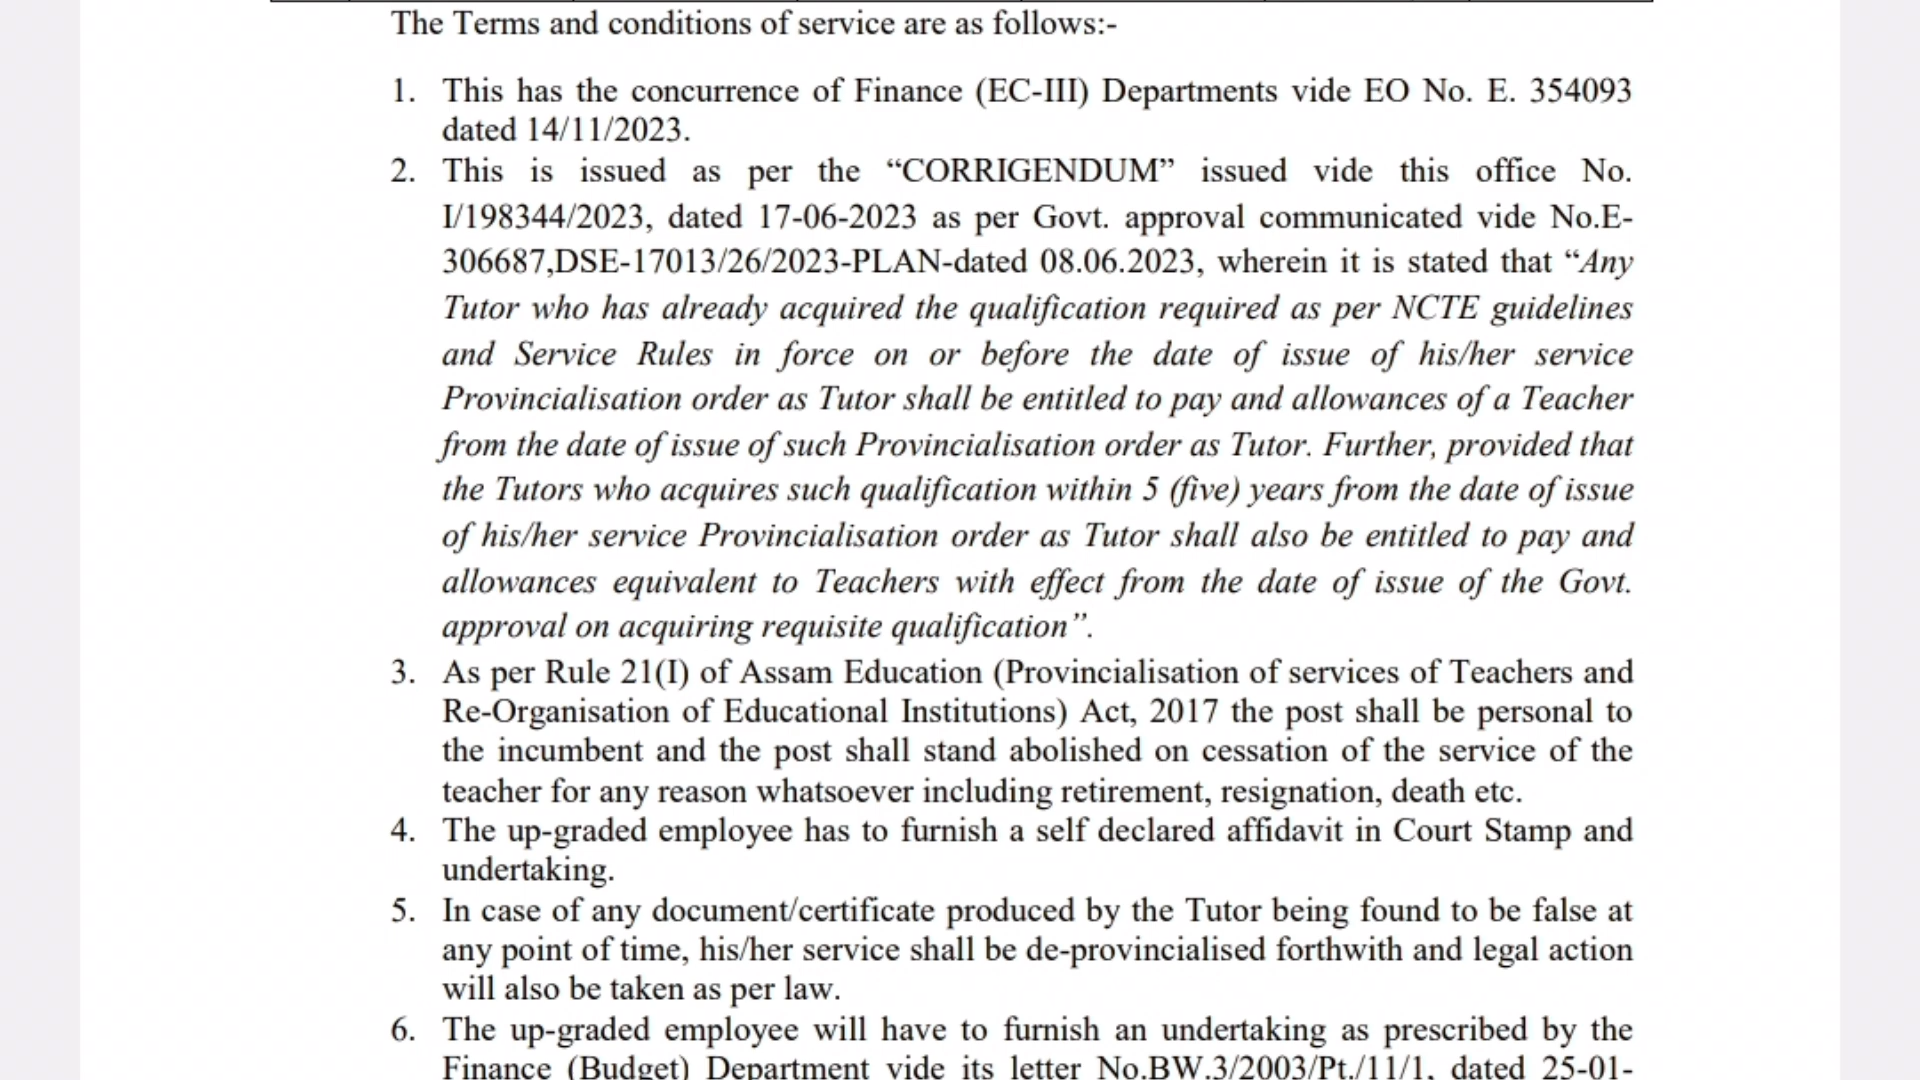 The Terms and conditions of service are as follows:-
1. This has the concurrence of Finance (EC-III) Departments vide EO No. E. 354093
dated 14/11/2023.
2. This is issued as per the “CORRIGENDUM” issued vide this office No.
I/198344/2023, dated 17-06-2023 as per Govt. approval communicated vide No.E-
306687,DSE-17013/26/2023-PLAN-dated 08.06.2023, wherein it is stated that “Any
Tutor who has already acquired the qualification required as per NCTE guidelines
and Service Rules in force on or before the date of issue of his/her service
Provincialisation order as Tutor shall be entitled to pay and allowances of a Teacher
from the date of issue of such Provincialisation order as Tutor. Further, provided that
the Tutors who acquires such qualification within 5 (five) years from the date of issue
of his/her service Provincialisation order as Tutor shall also be entitled to pay and
allowances equivalent to Teachers with effect from the date of issue of the Govt.
approval on acquiring requisite qualification”.
3. As per Rule 21(I) of Assam Education (Provincialisation of services of Teachers and
Re-Organisation of Educational Institutions) Act, 2017 the post shall be personal to
the incumbent and the post shall stand abolished on cessation of the service of the
teacher for any reason whatsoever including retirement, resignation, death etc.
4. The up-graded employee has to furnish a self declared affidavit in Court Stamp and
undertaking.
5. In case of any document/certificate produced by the Tutor being found to be false at
any point of time, his/her service shall be de-provincialised forthwith and legal action
will also be taken as per law.
6. The up-graded employee will have to furnish an undertaking as prescribed by the
Finance (Budget) Department vide its letter No.BW.3/2003/Pt./11/1, dated 25-01-